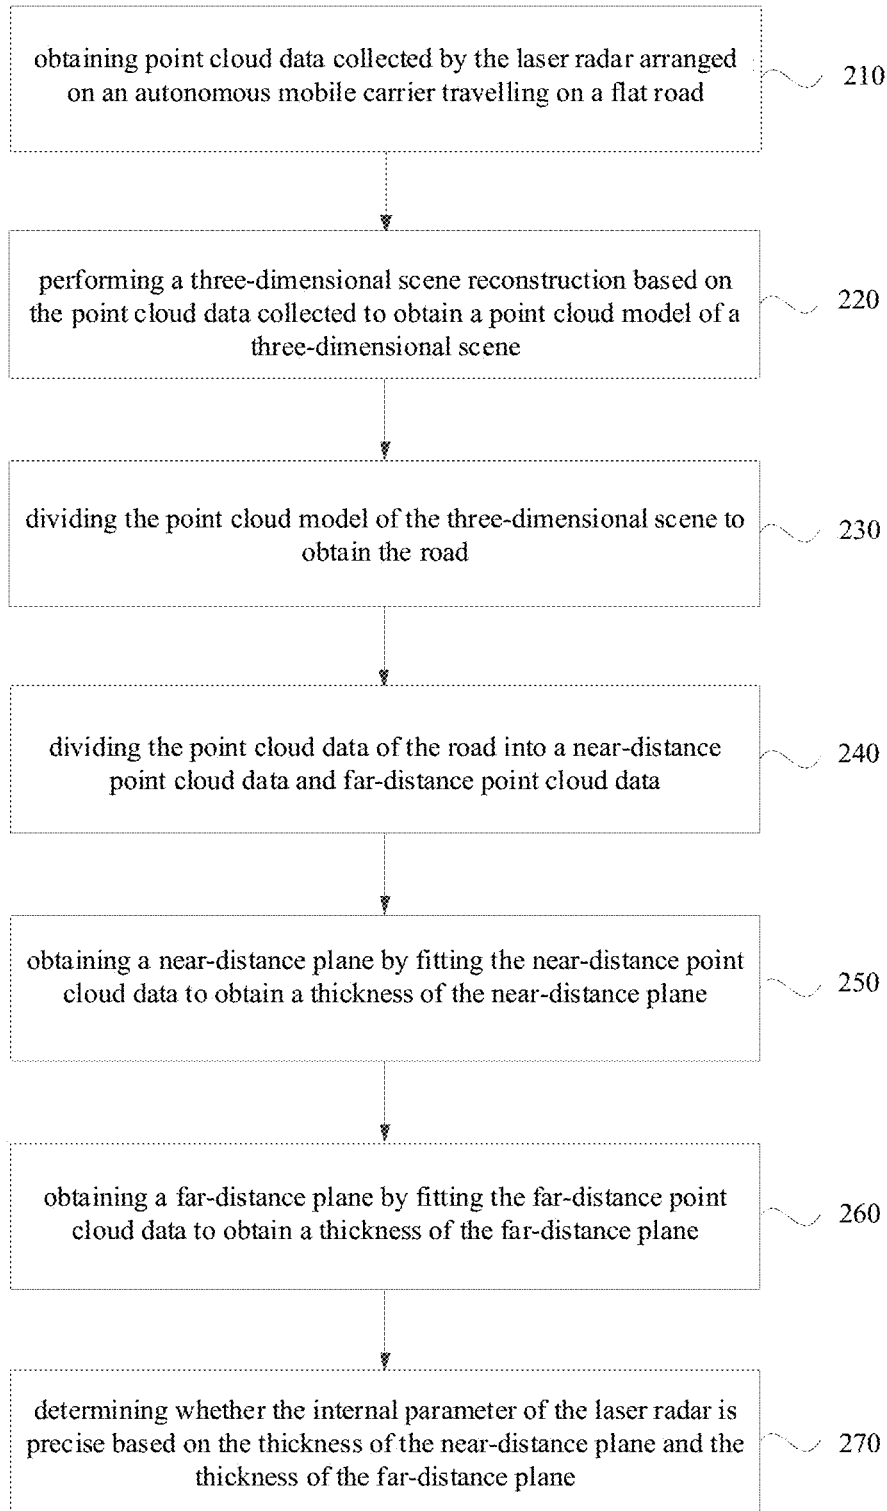 obtaining point cloud data collected by the laser radar arranged
on an autonomous mobile carrier travelling on a flat road
210
performing a three-dimensional scene reconstruction based on
the point cloud data collected to obtain a point cloud model of a
three-dimensional scene
220
dividing the point cloud model of the three-dimensional scene to
obtain the road
230
dividing the point cloud data of the road into a near-distance
point cloud data and far-distance point cloud data
240
obtaining a near-distance plane by fitting the near-distance point
cloud data to obtain a thickness of the near-distance plane
250
obtaining a far-distance plane by fitting the far-distance point
cloud data to obtain a thickness of the far-distance plane
260
determining whether the internal parameter of the laser radar is
precise based on the thickness of the near-distance plane and the
thickness of the far-distance plane
270